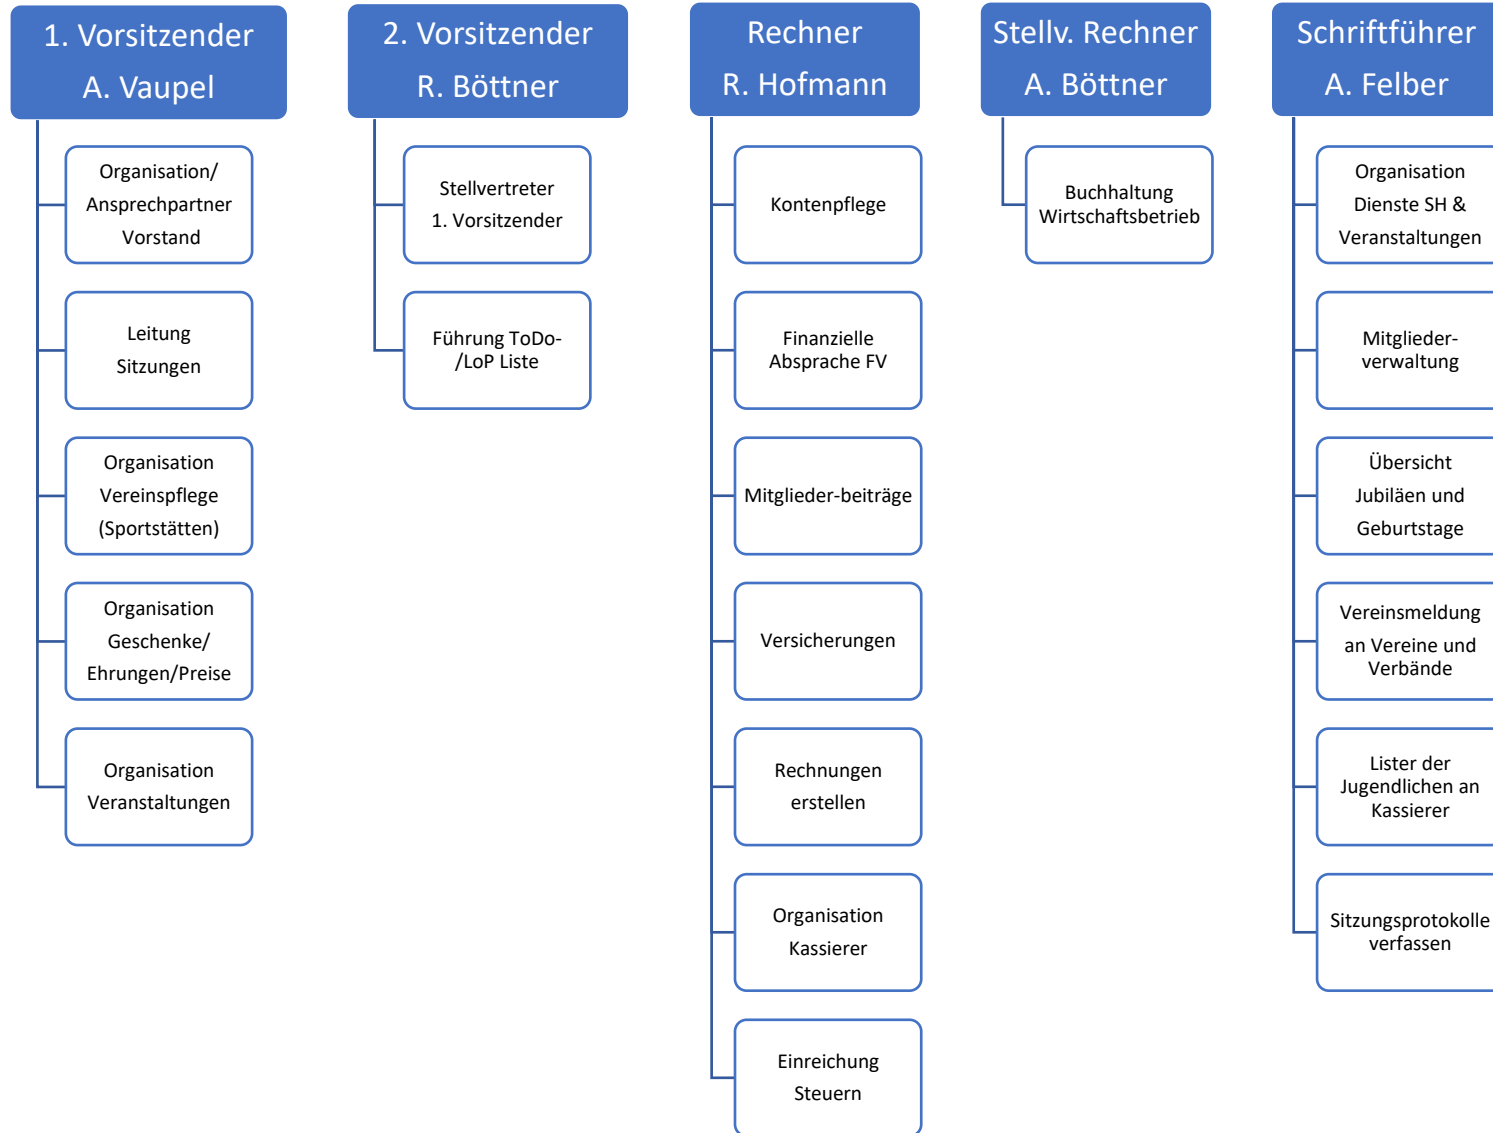 1. Vorsitzender
A. Vaupel
Organisation/
Ansprechpartner
Vorstand
Leitung
Sitzungen
Organisation
Vereinspflege
(Sportstätten)
Organisation
Geschenke/
Ehrungen/Preise
Organisation
Veranstaltungen
2. Vorsitzender
R. Böttner
Stellvertreter
1. Vorsitzender
Führung ToDo-
/LoP Liste
Rechner
R. Hofmann
Kontenpflege
Finanzielle
Absprache FV
Mitglieder-beiträge
Versicherungen
Rechnungen
erstellen
Organisation
Kassierer
Einreichung
Steuern
Stellv. Rechner
A. Böttner
Buchhaltung
Wirtschaftsbetrieb
Schriftführer
A. Felber
Organisation
Dienste SH &
Veranstaltungen
Mitglieder-
verwaltung
Übersicht
Jubiläen und
Geburtstage
Vereinsmeldung
an Vereine und
Verbände
Lister der
Jugendlichen an
Kassierer
Sitzungsprotokolle
verfassen